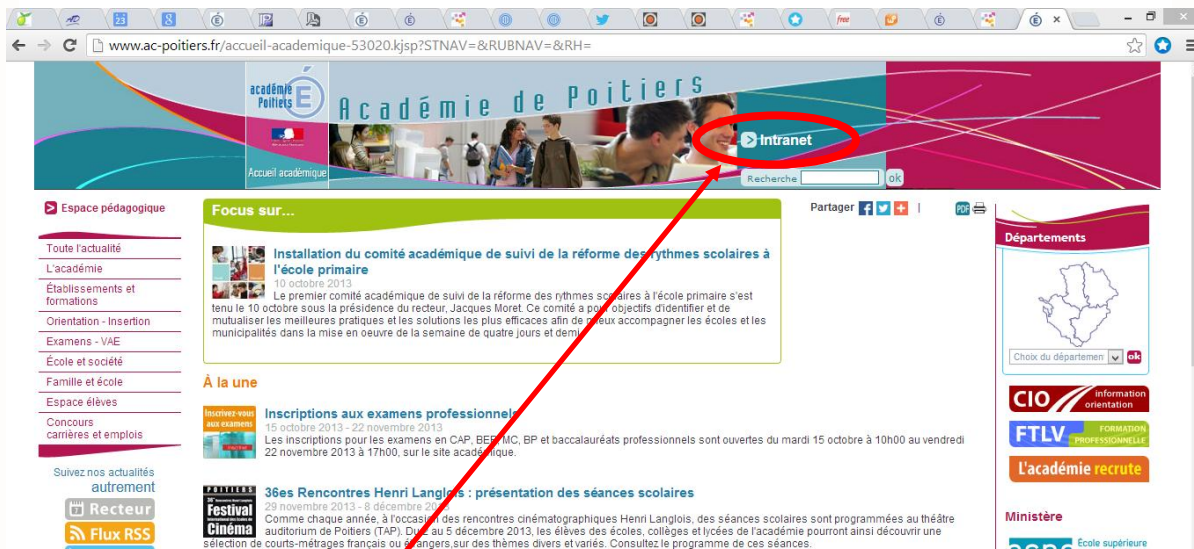 www.ac-poitiers.fr/accueil-academique-53020.kjsp?STNAV=&RUBNAV=&RH=
académie
Poitiers
Académie de Poitiers
Accueil académique
Intranet
Recherche
ok
Espace pédagogique
Toute l'actualité
L'académie
Établissements et
formations
Orientation - Insertion
Examens - VAE
École et société
Famille et école
Espace élèves
Concours
carrières et emplois
Suivez nos actualités
autrement
Recteur
Flux RSS
Focus sur...
Installation du comité académique de suivi de la réforme des rythmes scolaires à
l'école primaire
10 octobre 2013
Le premier comité académique de suivi de la réforme des rythmes scolaires à l'école primaire s'est
tenu le 10 octobre sous la présidence du recteur, Jacques Moret. Ce comité a pour objectifs d'identifier et de
mutualiser les meilleures pratiques et les solutions les plus efficaces afin de mieux accompagner les écoles et les
municipalités dans la mise en oeuvre de la semaine de quatre jours et demi
À la une
Inscrivez-vous
aux examens
Inscriptions aux examens professionnels
15 octobre 2013 - 22 novembre 2013
Les inscriptions pour les examens en CAP, BEP, MC, BP et baccalauréats professionnels sont ouvertes du mardi 15 octobre à 10h00 au vendredi
22 novembre 2013 à 17h00, sur le site académique.
POITIERS
Festival
Cinéma
36es Rencontres Henri Langlois : présentation des séances scolaires
29 novembre 2013 - 8 décembre 2013
Comme chaque année, à l'occasion des rencontres cinématographiques Henri Langlois, des séances scolaires sont programmées au théâtre
auditorium de Poitiers (TAP). Du 2 au 5 décembre 2013, les élèves des écoles, collèges et lycées de l'académie pourront ainsi découvrir une
sélection de courts-métrages français ou étrangers,sur des thèmes divers et variés. Consultez le programme de ces séances.
Partager
PDF
Départements
Choix du départemen
ok
CIO information
orientation
FTLV FORMATION
PROFESSIONNELLE
L'académie recrute
Ministère
École supérieure